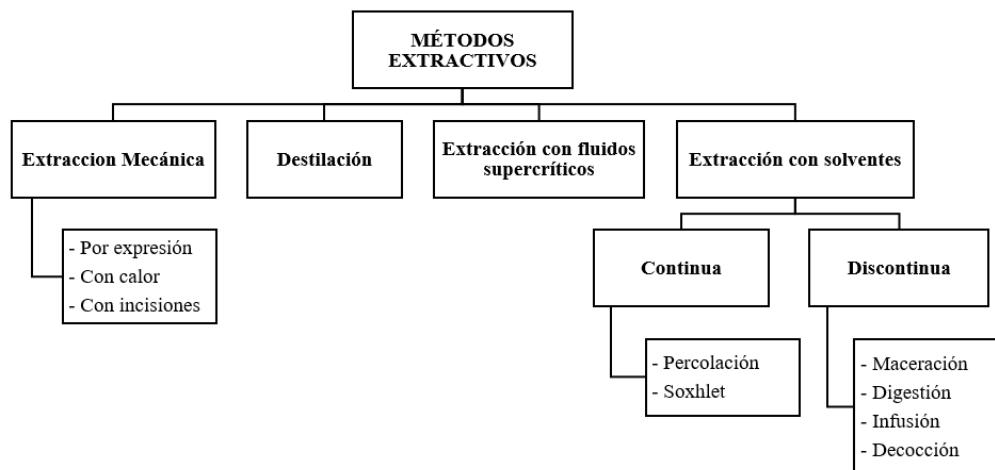 MÉTODOS
EXTRACTIVOS
Extraccion Mecánica
Destilación
Extracción con fluidos
supercríticos
Extracción con solventes
- Por expresión
- Con calor
- Con incisiones
Continua
Discontinua
- Percolación
- Soxhlet
- Maceración
- Digestión
- Infusión
- Decocción